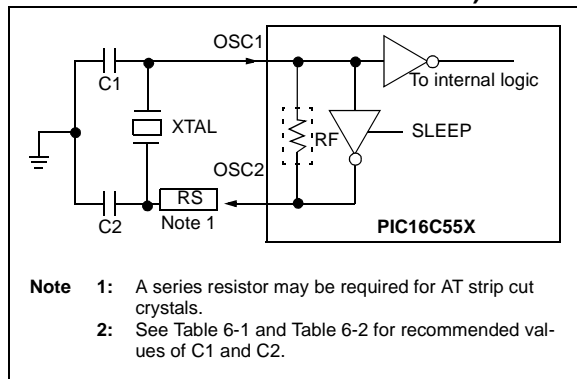 OSC1
C1
To internal logic
XTAL
SLEEP
RF
OSC2
RS
C2
Note 1
PIC16C55X
Note 1: A series resistor may be required for AT strip cut
crystals.
2: See Table 6-1 and Table 6-2 for recommended val-
ues of C1 and C2.